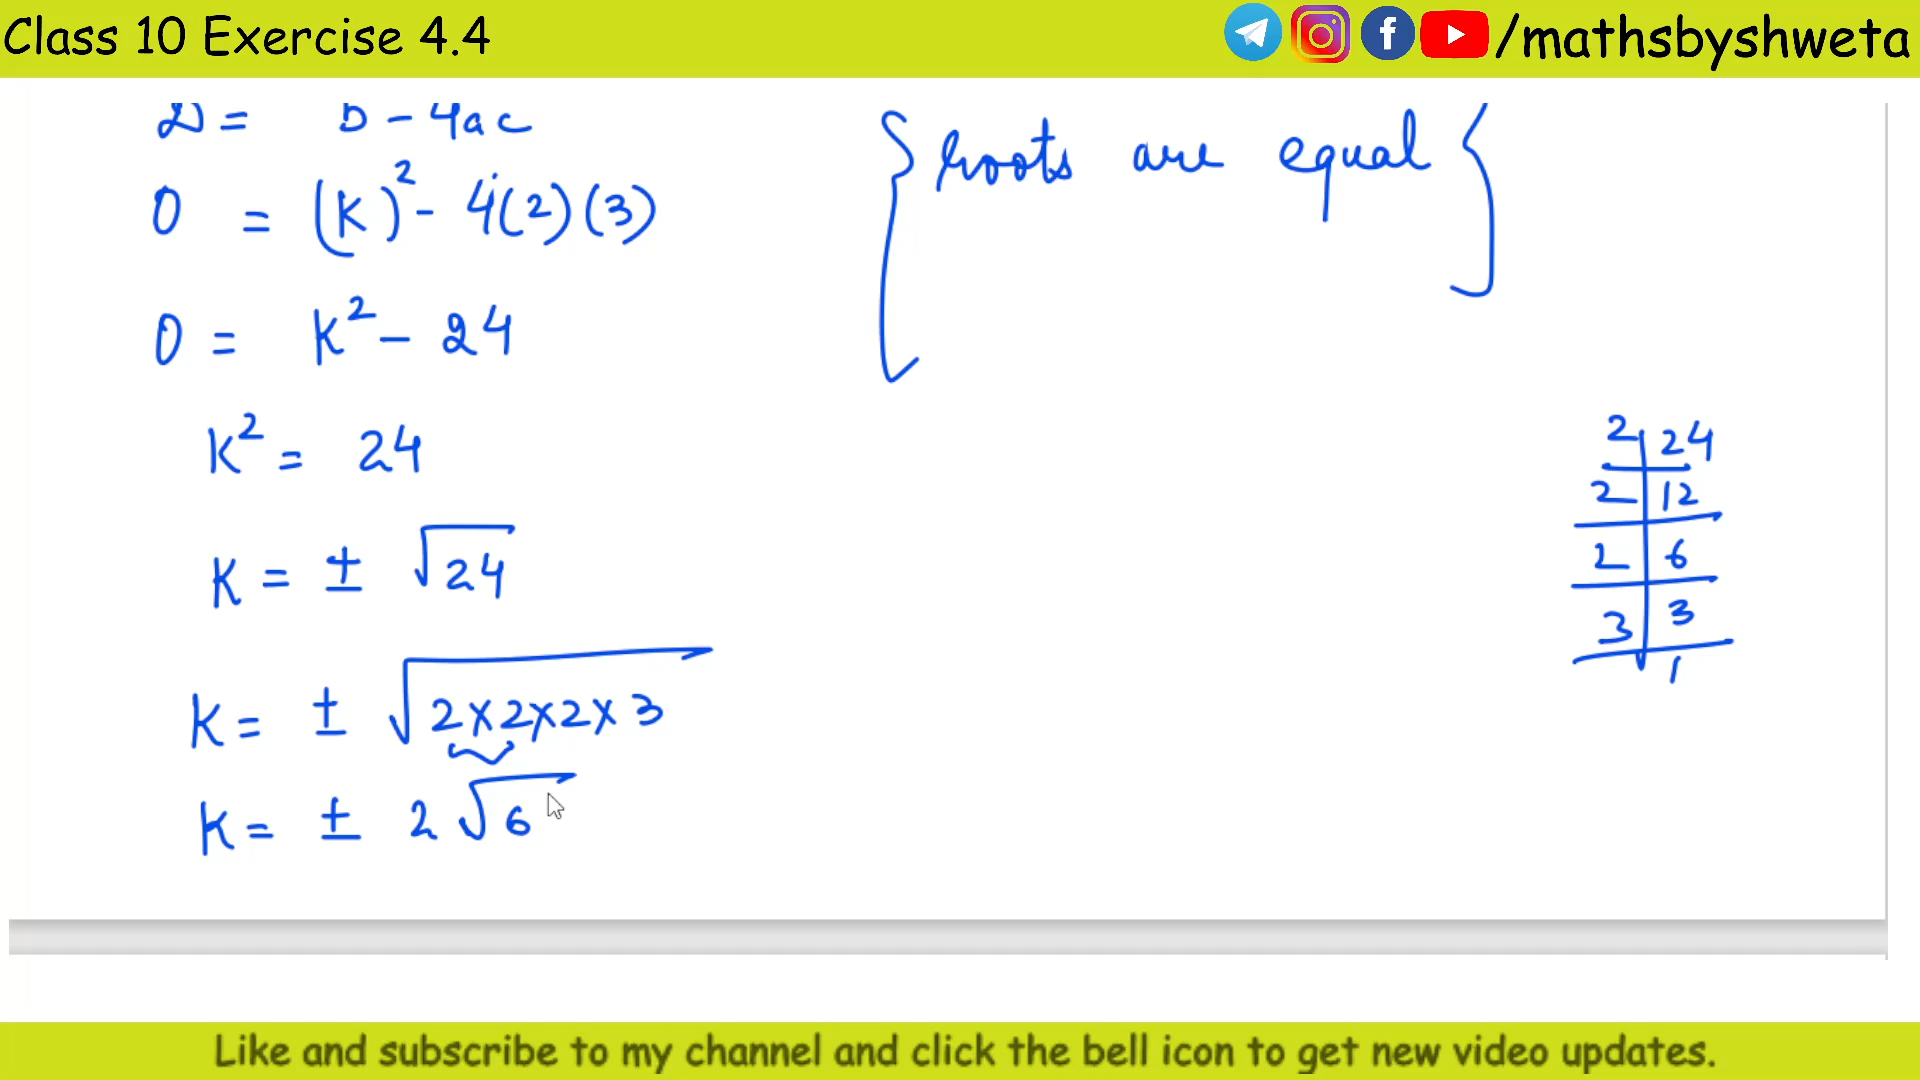 Class 10 Exercise 4.4
/mathsbyshweta
D = b - 4ac
{ roots are equal }
0 = (K)² - 4(2)(3)
0 = K² - 24
K² = 24
K = ± √24
K = ± √2×2×2×3
K = ± 2√6
2 | 24
2 | 12
2 | 6
3 | 3
1
Like and subscribe to my channel and click the bell icon to get new video updates.